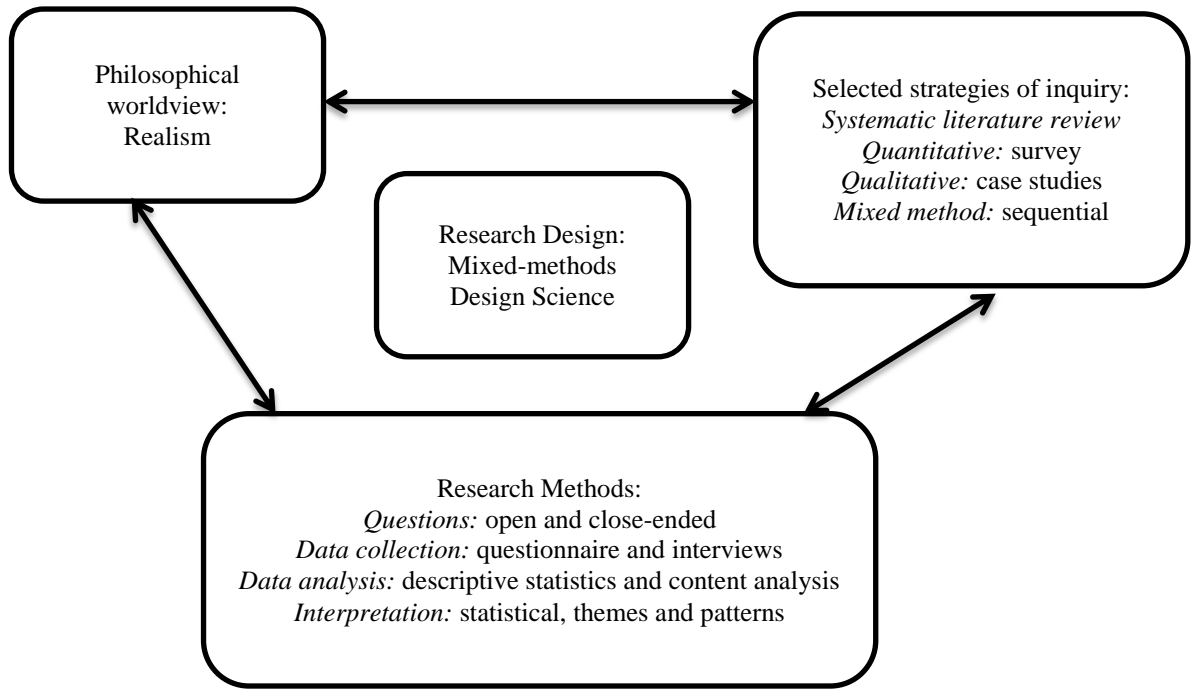 Philosophical
worldview:
Realism
Selected strategies of inquiry:
Systematic literature review
Quantitative: survey
Qualitative: case studies
Mixed method: sequential
Research Design:
Mixed-methods
Design Science
Research Methods:
Questions: open and close-ended
Data collection: questionnaire and interviews
Data analysis: descriptive statistics and content analysis
Interpretation: statistical, themes and patterns